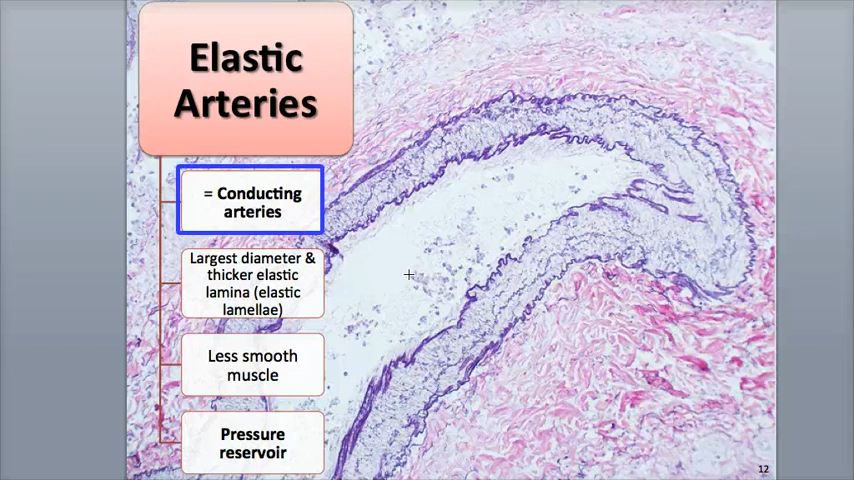 Elastic
Arteries
= Conducting
arteries
Largest diameter &
thicker elastic
lamina (elastic
lamellae)
Less smooth
muscle
Pressure
reservoir
12